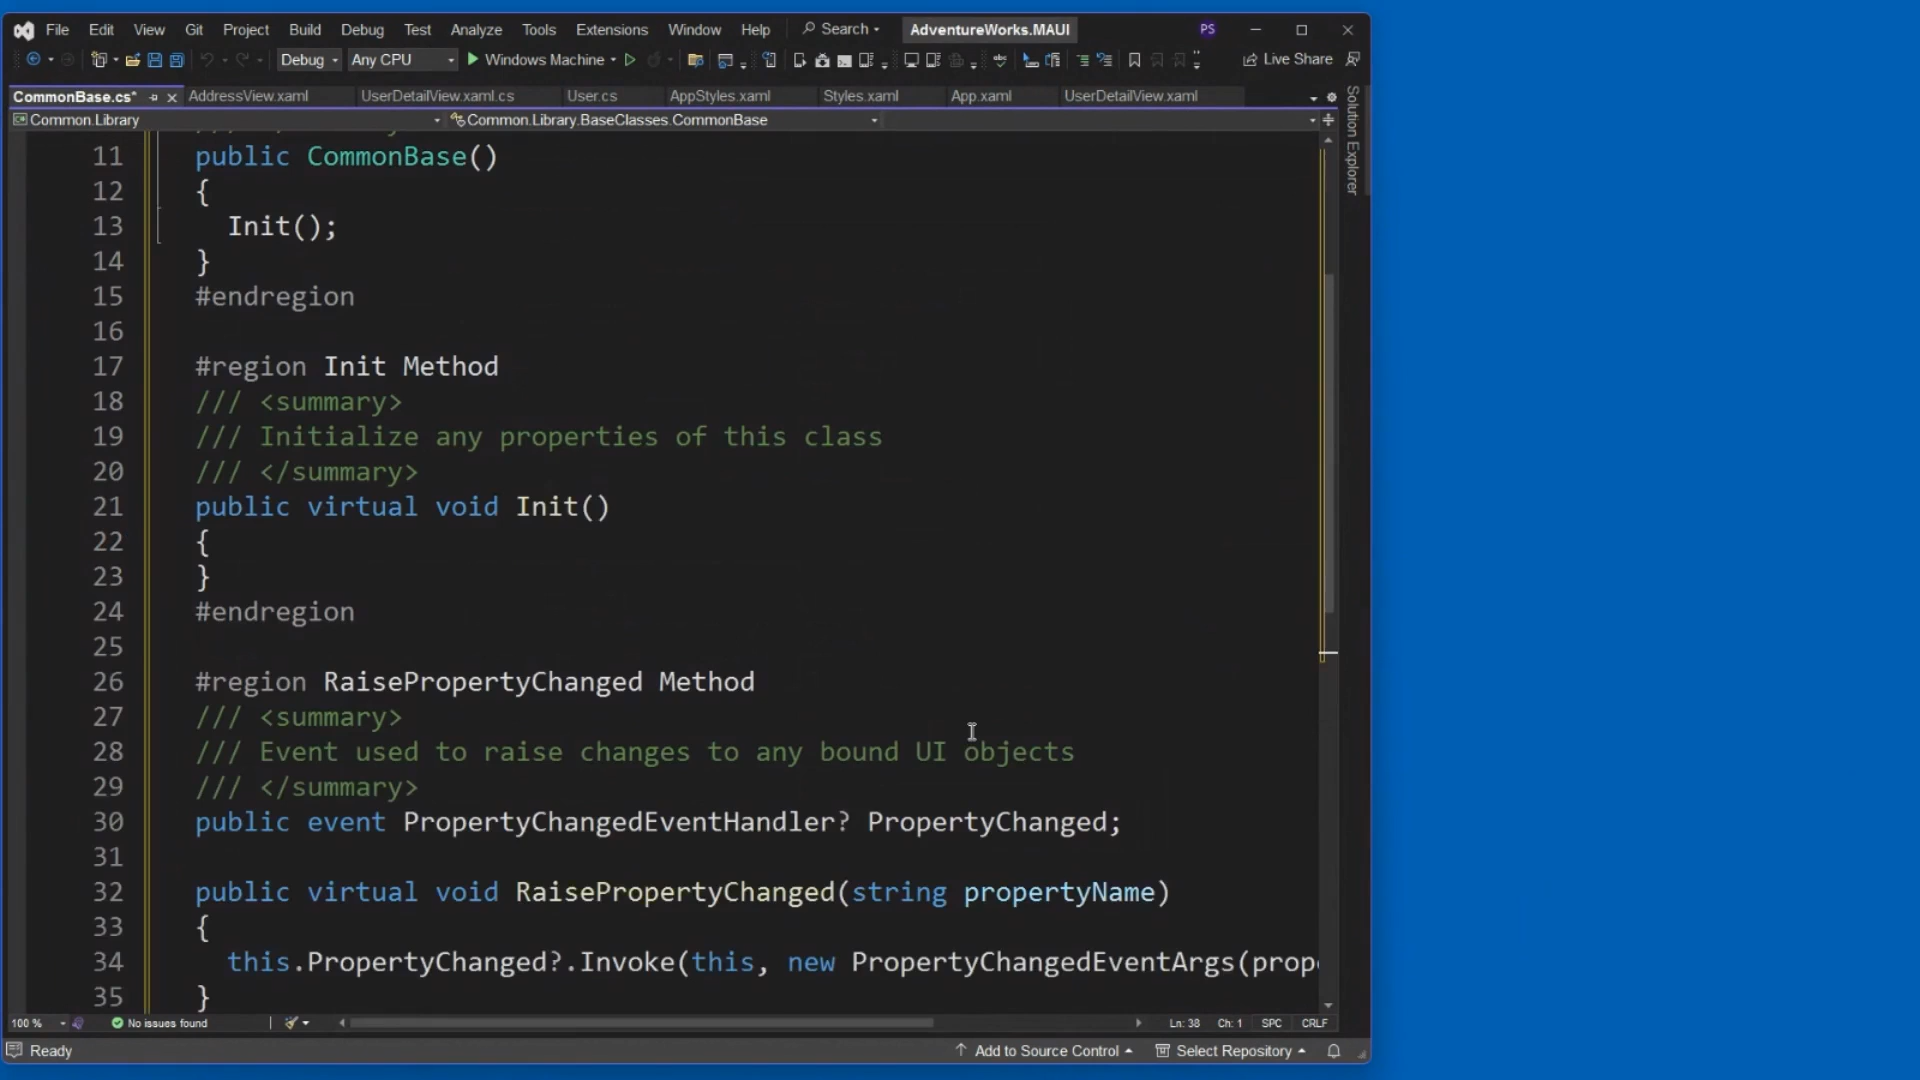 File Edit View Git Project Build Debug Test Analyze Tools Extensions Window Help Search AdventureWorks.MAUI PS
Debug Any CPU Windows Machine Live Share
CommonBase.cs* AddressView.xaml UserDetailView.xaml.cs User.cs AppStyles.xaml Styles.xaml App.xaml UserDetailView.xaml
Common.Library Common.Library.BaseClasses.CommonBase
Solution Explorer
11 public CommonBase()
12 {
13 Init();
14 }
15 #endregion
16
17 #region Init Method
18 /// <summary>
19 /// Initialize any properties of this class
20 /// </summary>
21 public virtual void Init()
22 {
23 }
24 #endregion
25
26 #region RaisePropertyChanged Method
27 /// <summary>
28 /// Event used to raise changes to any bound UI objects
29 /// </summary>
30 public event PropertyChangedEventHandler? PropertyChanged;
31
32 public virtual void RaisePropertyChanged(string propertyName)
33 {
34 this.PropertyChanged?.Invoke(this, new PropertyChangedEventArgs(prop
35 }
100 % No issues found Ln: 38 Ch: 1 SPC CRLF
Ready Add to Source Control Select Repository